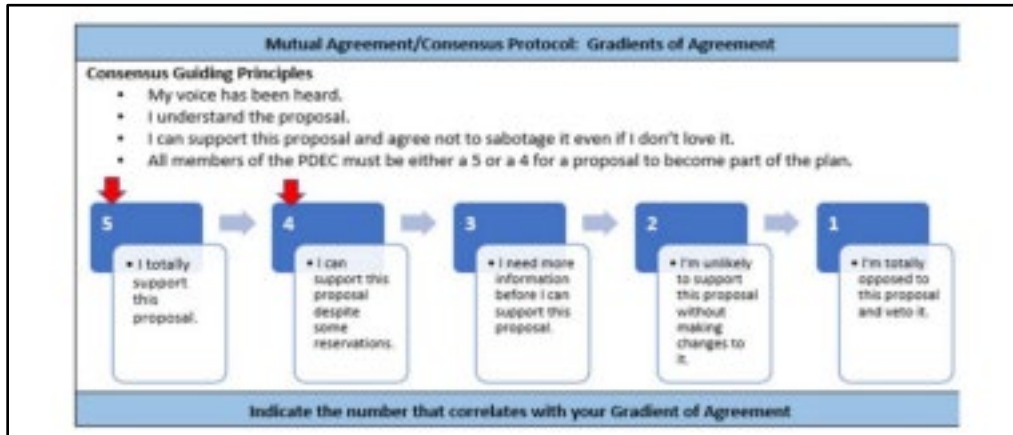 Mutual Agreement/Consensus Protocol: Gradients of Agreement
Consensus Guiding Principles
• My voice has been heard.
• I understand the proposal.
• I can support this proposal and agree not to sabotage it even if I don't love it.
• All members of the PDEC must be either a 5 or a 4 for a proposal to become part of the plan.
5
• I totally
support
this
proposal.
4
• I can
support this
proposal
despite
some
reservations.
3
• I need more
information
before I can
support this
proposal.
2
• I'm unlikely
to support
this proposal
without
making
changes to
it.
1
• I'm totally
opposed to
this proposal
and veto it.
Indicate the number that correlates with your Gradient of Agreement